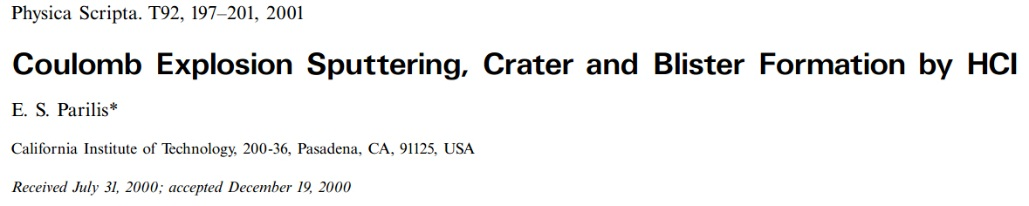 Physica Scripta. T92, 197–201, 2001
Coulomb Explosion Sputtering, Crater and Blister Formation by HCI
E. S. Parilis*
California Institute of Technology, 200-36, Pasadena, CA, 91125, USA
Received July 31, 2000; accepted December 19, 2000